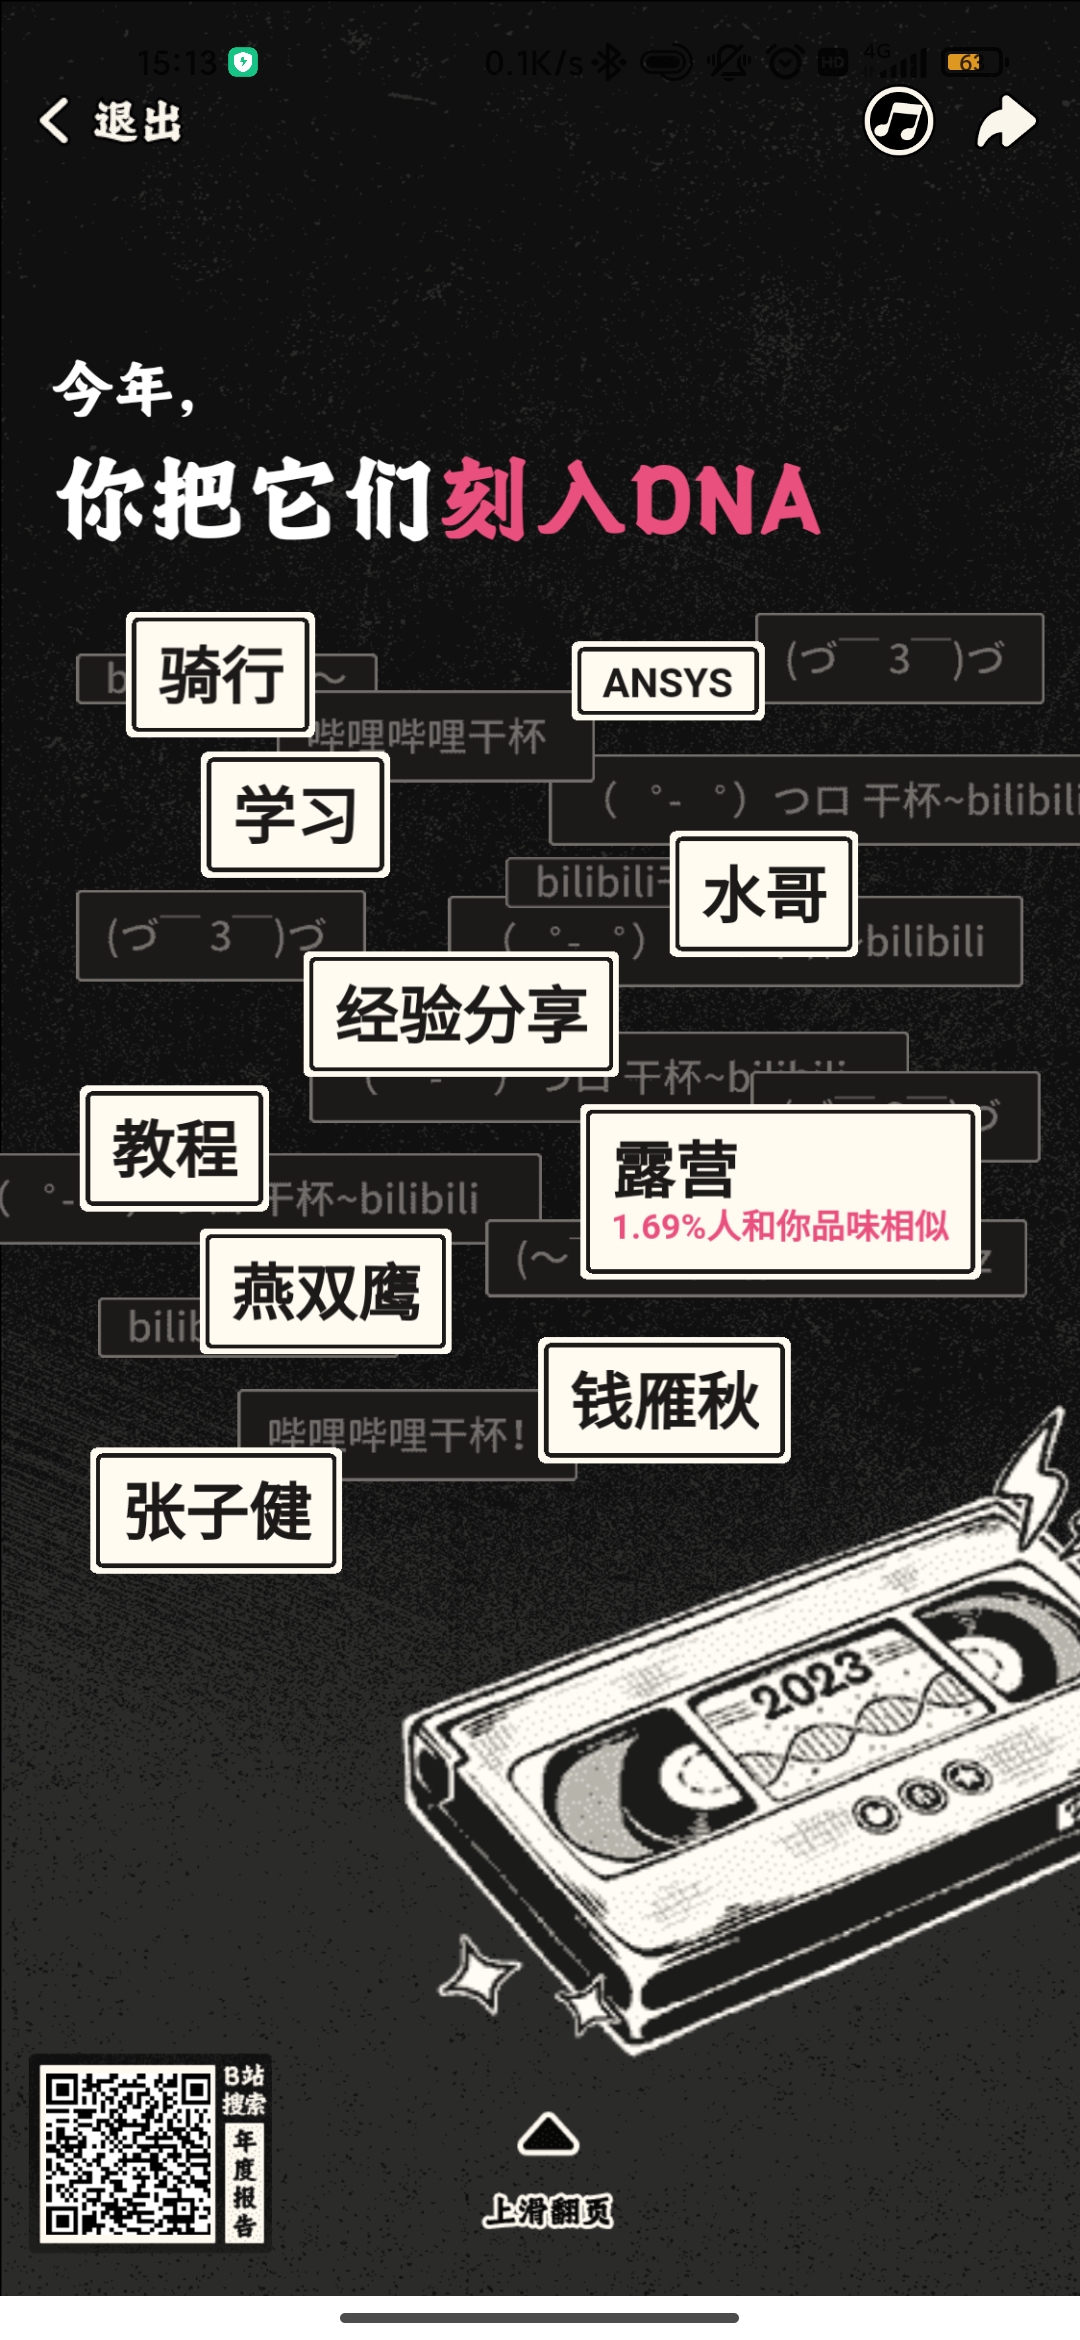 15:13
0.1K/s
HD
4G
63
退出
今年，
你把它们刻入DNA
骑行
ANSYS
(づ￣ 3￣)づ
哔哩哔哩干杯
学习
( ゜- ゜) つロ 干杯~bilibili
bilibili
水哥
(づ￣ 3￣)づ
( ゜- ゜)
~bilibili
经验分享
干杯~bilibili
教程
干杯~bilibili
露营
1.69%人和你品味相似
燕双鹰
钱雁秋
哔哩哔哩干杯！
张子健
2023
B站
搜索
年度报告
上滑翻页